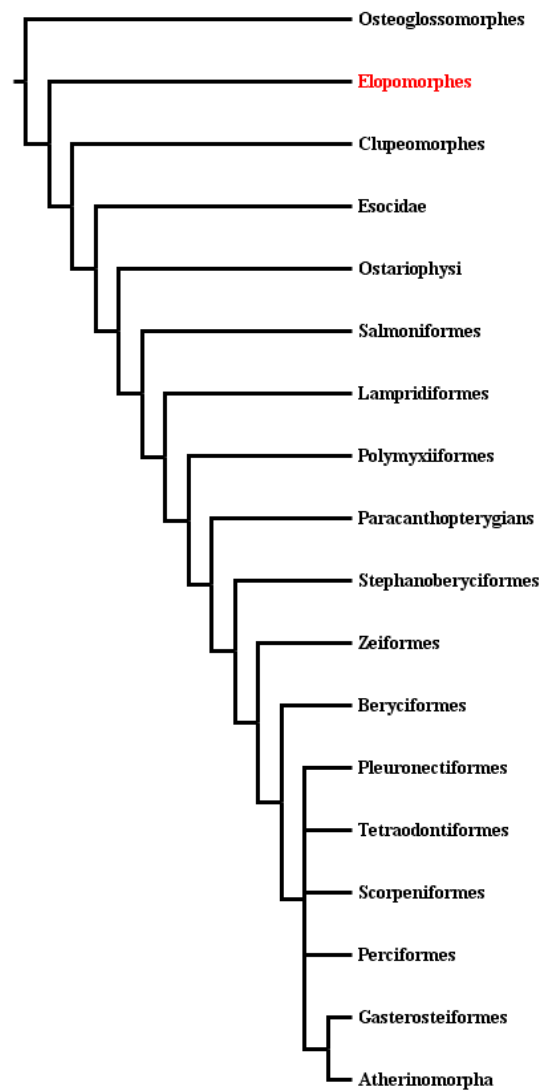 Osteoglossomorphes
Elopomorphes
Clupeomorphes
Esocidae
Ostariophysi
Salmoniformes
Lampridiformes
Polymyxiiformes
Paracanthopterygians
Stephanoberyciformes
Zeiformes
Beryciformes
Pleuronectiformes
Tetraodontiformes
Scorpeniformes
Perciformes
Gasterosteiformes
Atherinomorpha